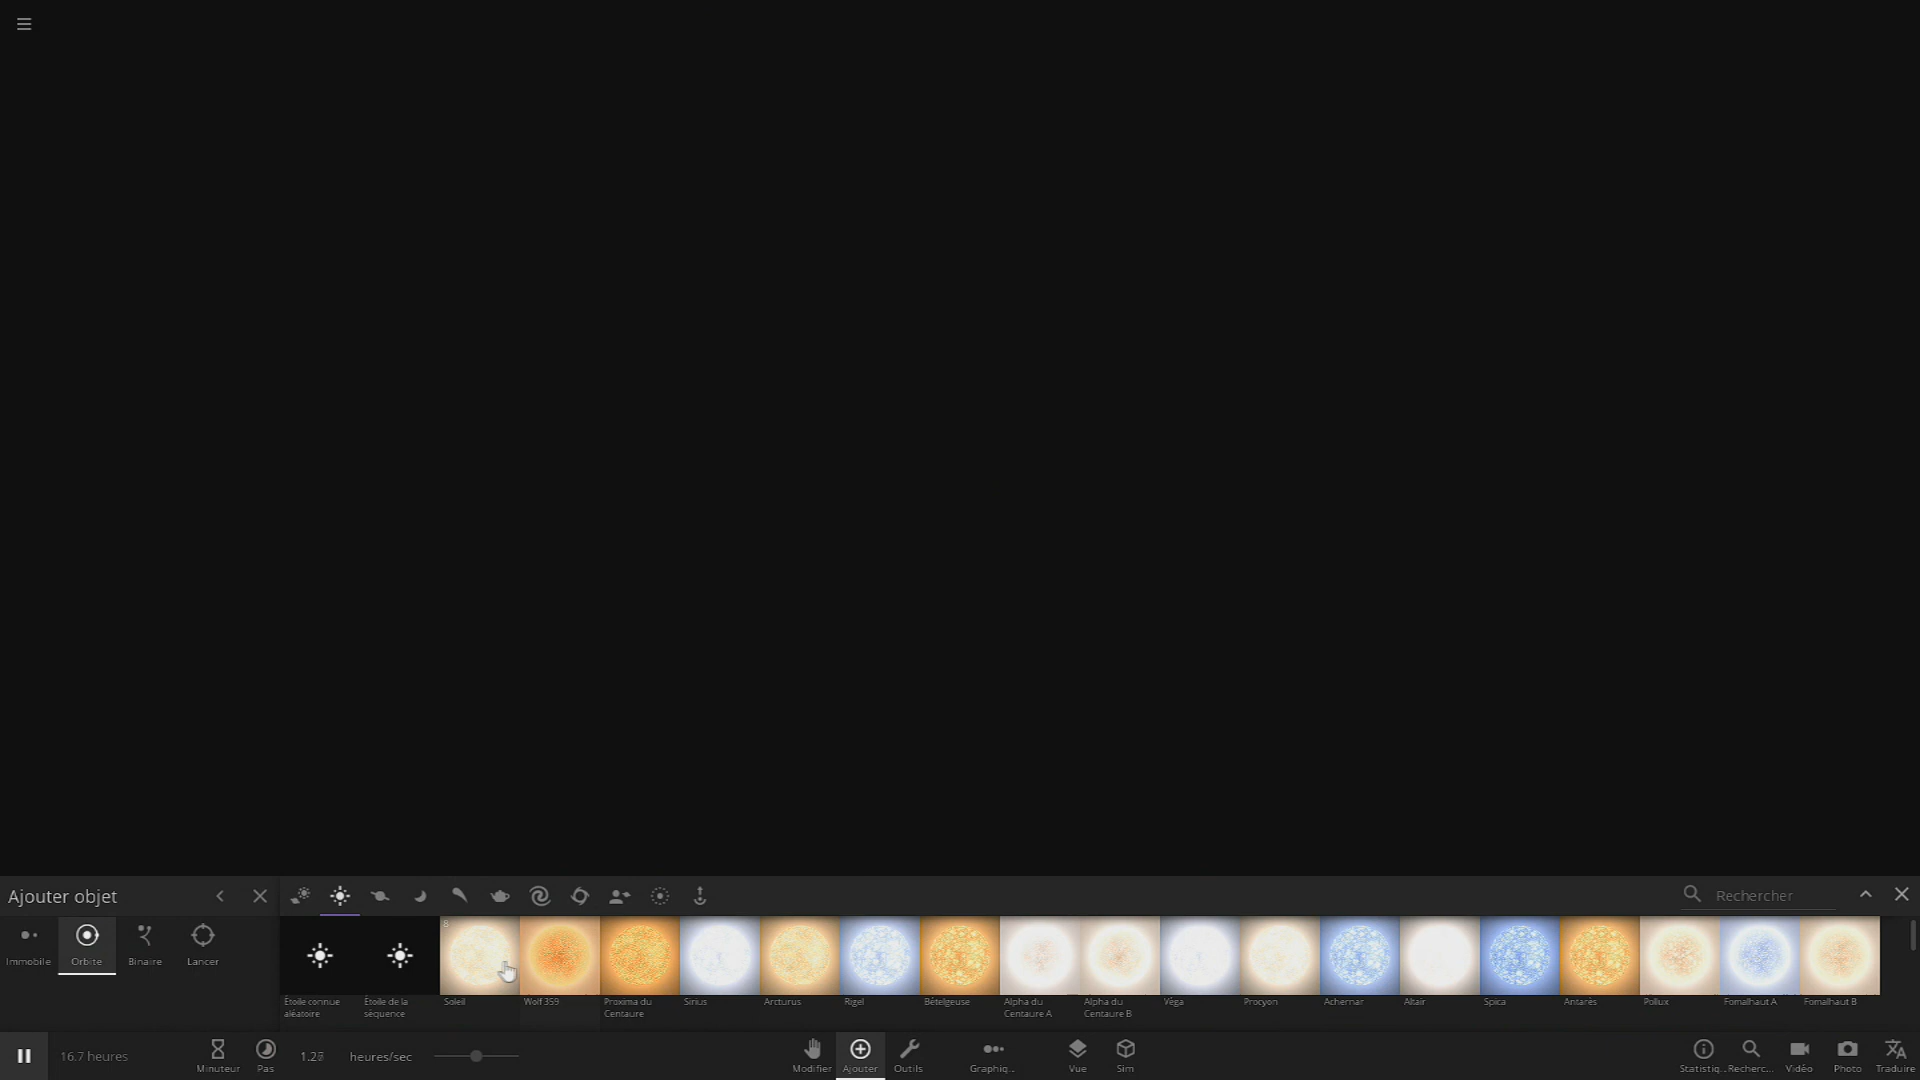 Ajouter objet
Rechercher
Immobile
Orbite
Binaire
Lancer
8
Étoile connue
aléatoire
Étoile de la
séquence
Soleil
Wolf 359
Proxima du
Centaure
Sirius
Arcturus
Rigel
Bételgeuse
Alpha du
Centaure A
Alpha du
Centaure B
Véga
Procyon
Achernar
Altaïr
Spica
Antarès
Pollux
Fomalhaut A
Fomalhaut B
16.7 heures
Minuteur
Pas
heures/sec
Modifier
Ajouter
Outils
Graphiq...
Vue
Sim
Statistiq...
Recherc...
Vidéo
Photo
Traduire